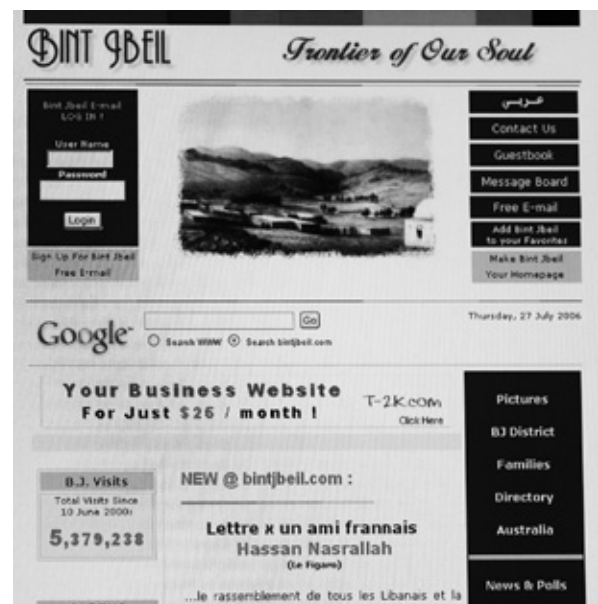 BINT JBEIL
Frontier of Our Soul
Bint Jbeil E-mail
LOG IN !
User Name
Password
Login
Sign Up For Bint Jbeil
Free E-mail
عربي
Contact Us
Guestbook
Message Board
Free E-mail
Add Bint Jbeil
to your Favorites
Make Bint Jbeil
Your Homepage
Thursday, 27 July 2006
Google™
Go
Search WWW Search bintjbeil.com
Your Business Website
For Just $26 / month !
T-2K.COM
Click Here
Pictures
BJ District
Families
Directory
Australia
News & Polls
B.J. Visits
Total Visits Since
10 June 2000:
5,379,238
NEW @ bintjbeil.com :
Lettre x un ami frannais
Hassan Nasrallah
(Le Figaro)
...le rassemblement de tous les Libanais et la